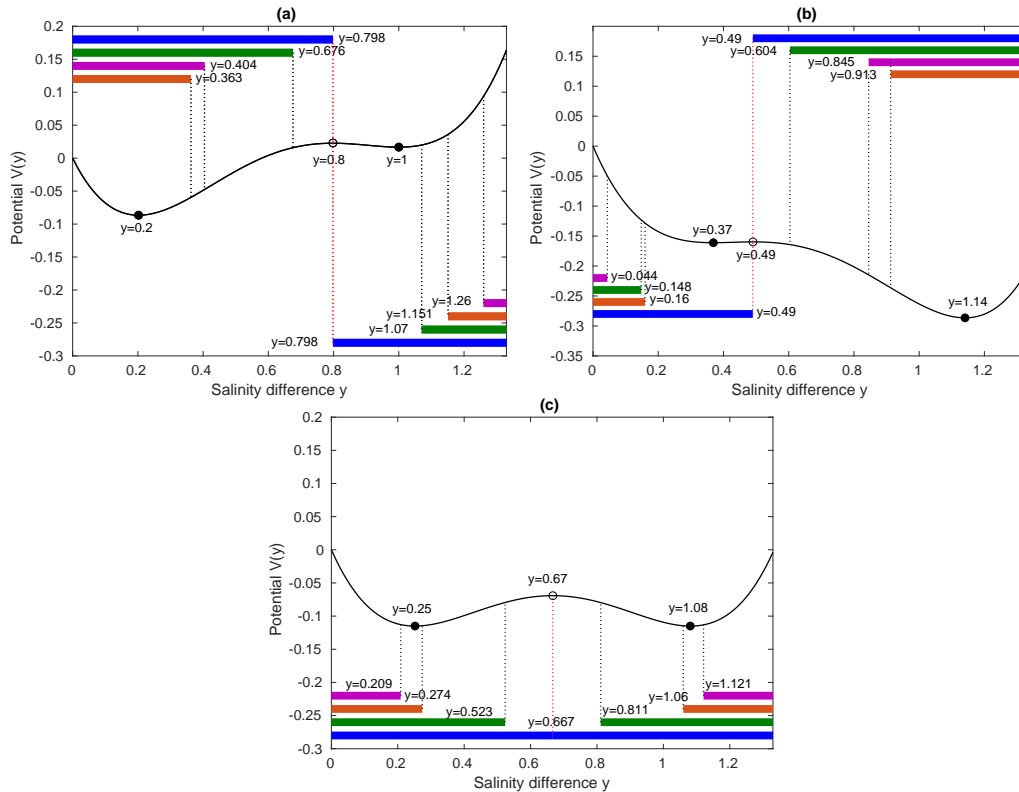 (a)
0.2
0.15
0.1
0.05
0
-0.05
-0.1
-0.15
-0.2
-0.25
-0.3
Potential V(y)
y=0.798
y=0.676
y=0.404
y=0.363
y=0.8
y=1
y=0.2
y=1.26
y=1.151
y=1.07
y=0.798
0 0.2 0.4 0.6 0.8 1 1.2
Salinity difference y
(b)
0.15
0.1
0.05
0
-0.05
-0.1
-0.15
-0.2
-0.25
-0.3
-0.35
Potential V(y)
y=0.49
y=0.604
y=0.845
y=0.913
y=0.37
y=0.49
y=0.044
y=0.148
y=0.16
y=0.49
y=1.14
0 0.2 0.4 0.6 0.8 1 1.2
Salinity difference y
(c)
0.2
0.15
0.1
0.05
0
-0.05
-0.1
-0.15
-0.2
-0.25
-0.3
Potential V(y)
y=0.67
y=0.25
y=1.08
y=0.209
y=1.121
y=0.274
y=1.06
y=0.523
y=0.811
y=0.667
0 0.2 0.4 0.6 0.8 1 1.2
Salinity difference y